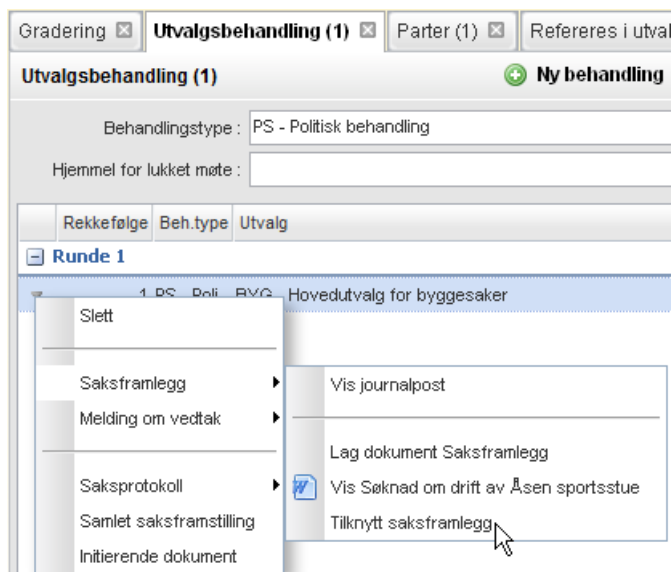 Gradering Utvalgsbehandling (1) Parter (1) Refereres i utval
Utvalgsbehandling (1) Ny behandling
Behandlingstype : PS - Politisk behandling
Hjemmel for lukket møte :
Rekkefølge Beh.type Utvalg
Runde 1
1 PS - Poli... BYG - Hovedutvalg for byggesaker
Slett
Saksframlegg
Melding om vedtak
Saksprotokoll
Samlet saksframstilling
Initierende dokument
Vis journalpost
Lag dokument Saksframlegg
Vis Søknad om drift av Åsen sportsstue
Tilknytt saksframlegg